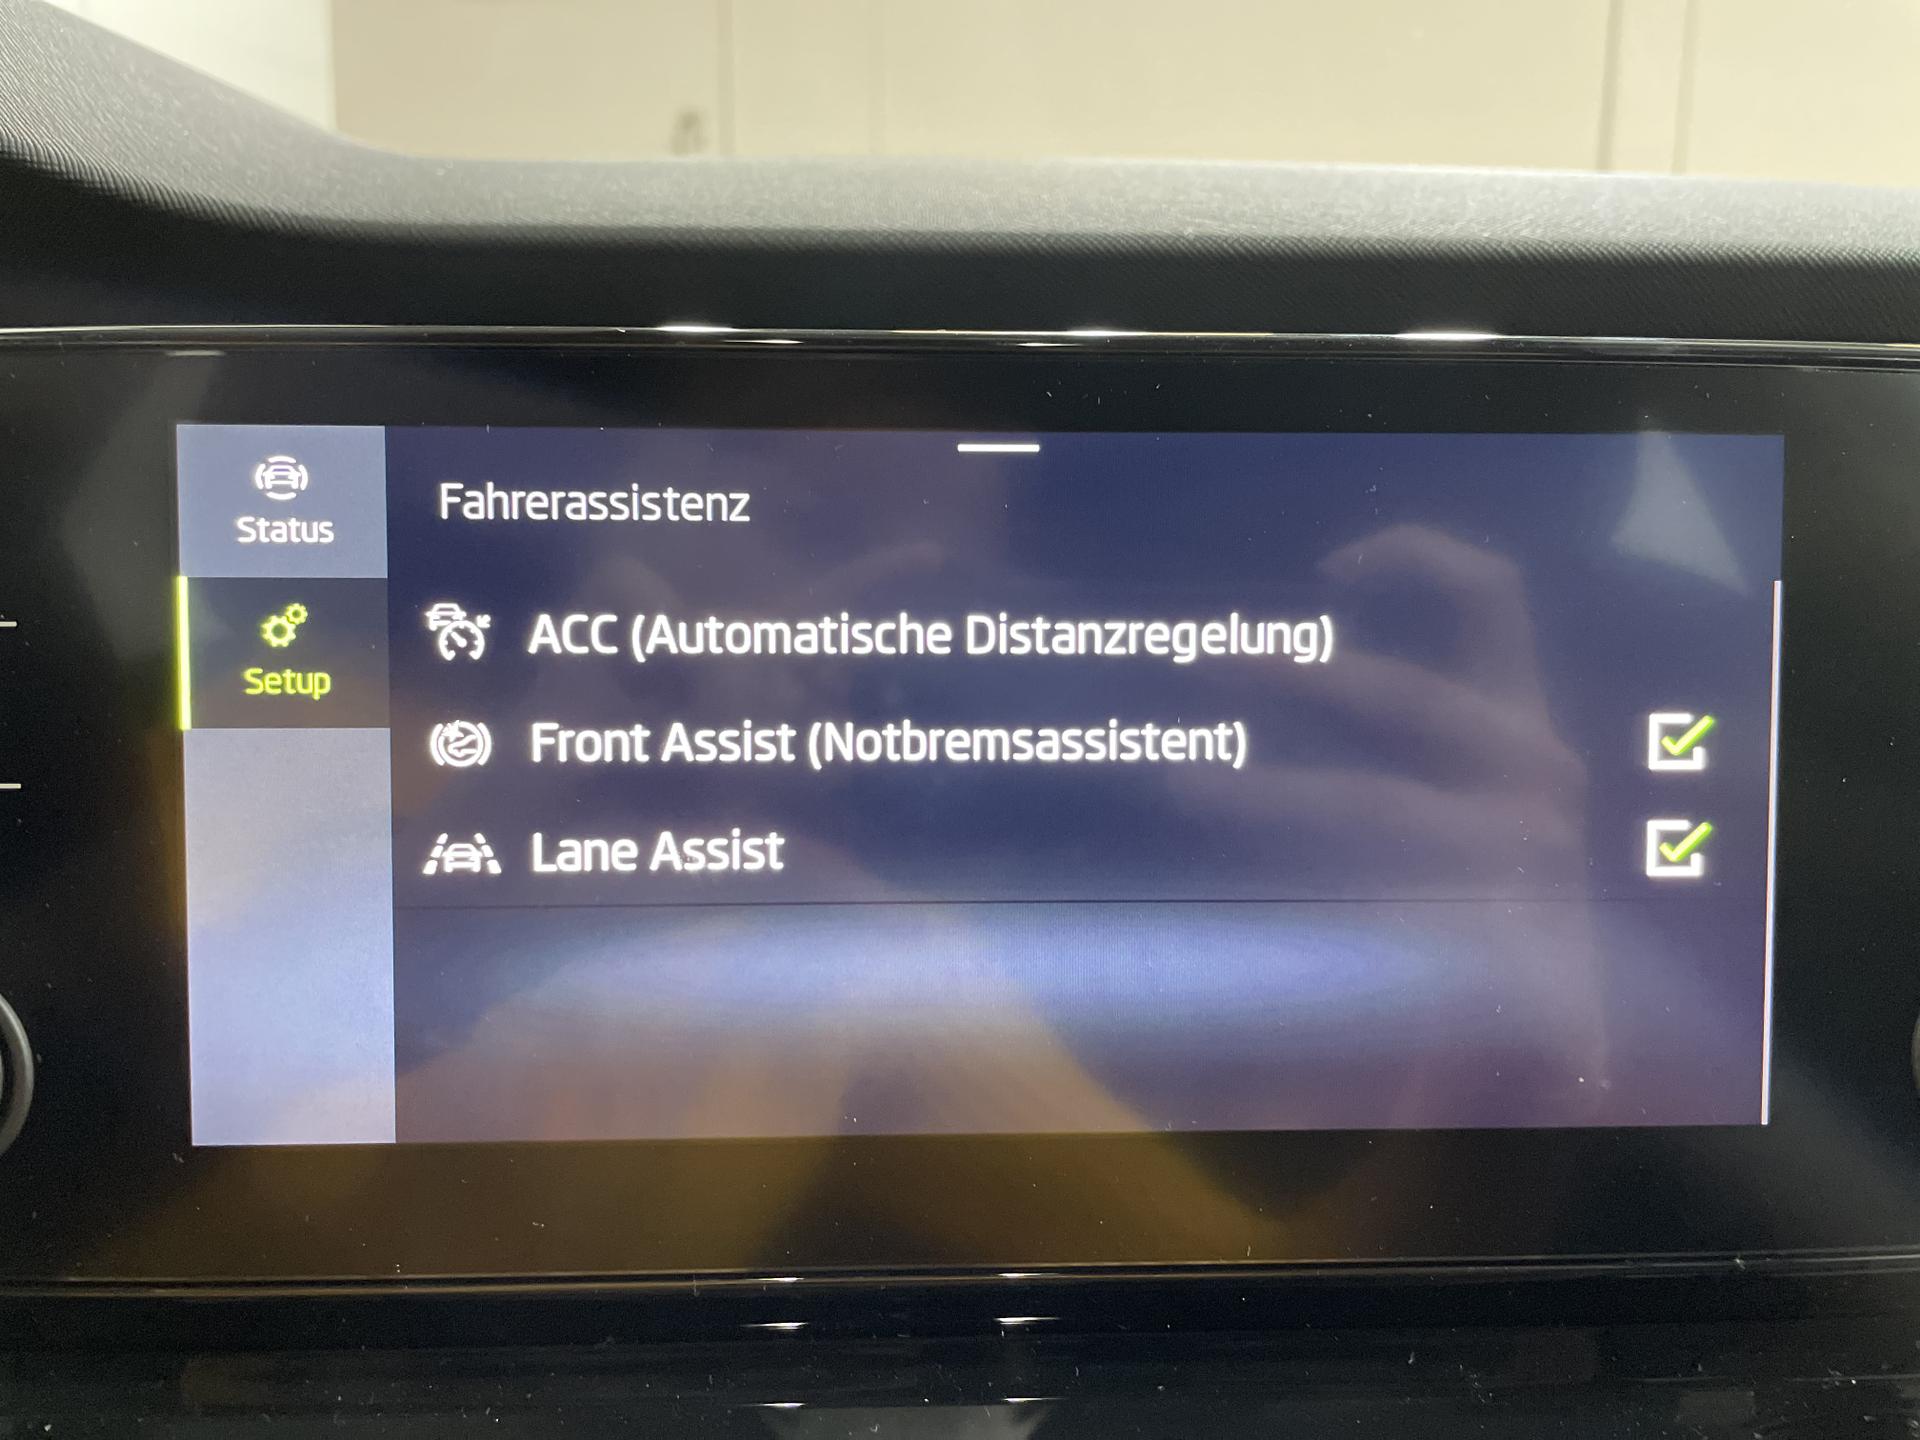 Status
Setup
Fahrerassistenz
ACC (Automatische Distanzregelung)
Front Assist (Notbremsassistent)
Lane Assist